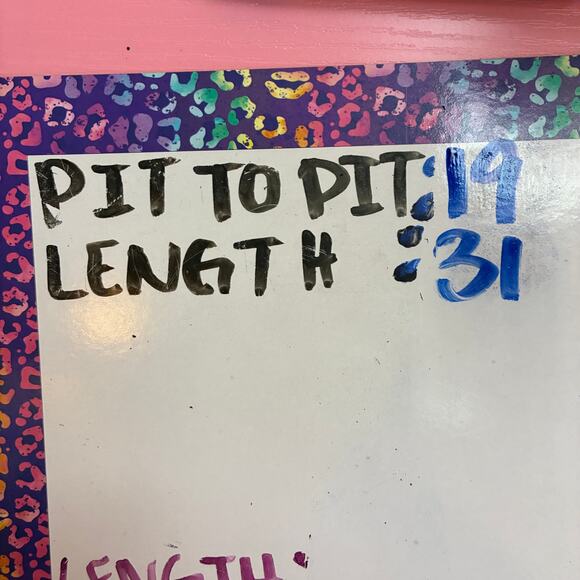 PIT TO PIT: 19
LENGTH : 31
LENGTH: